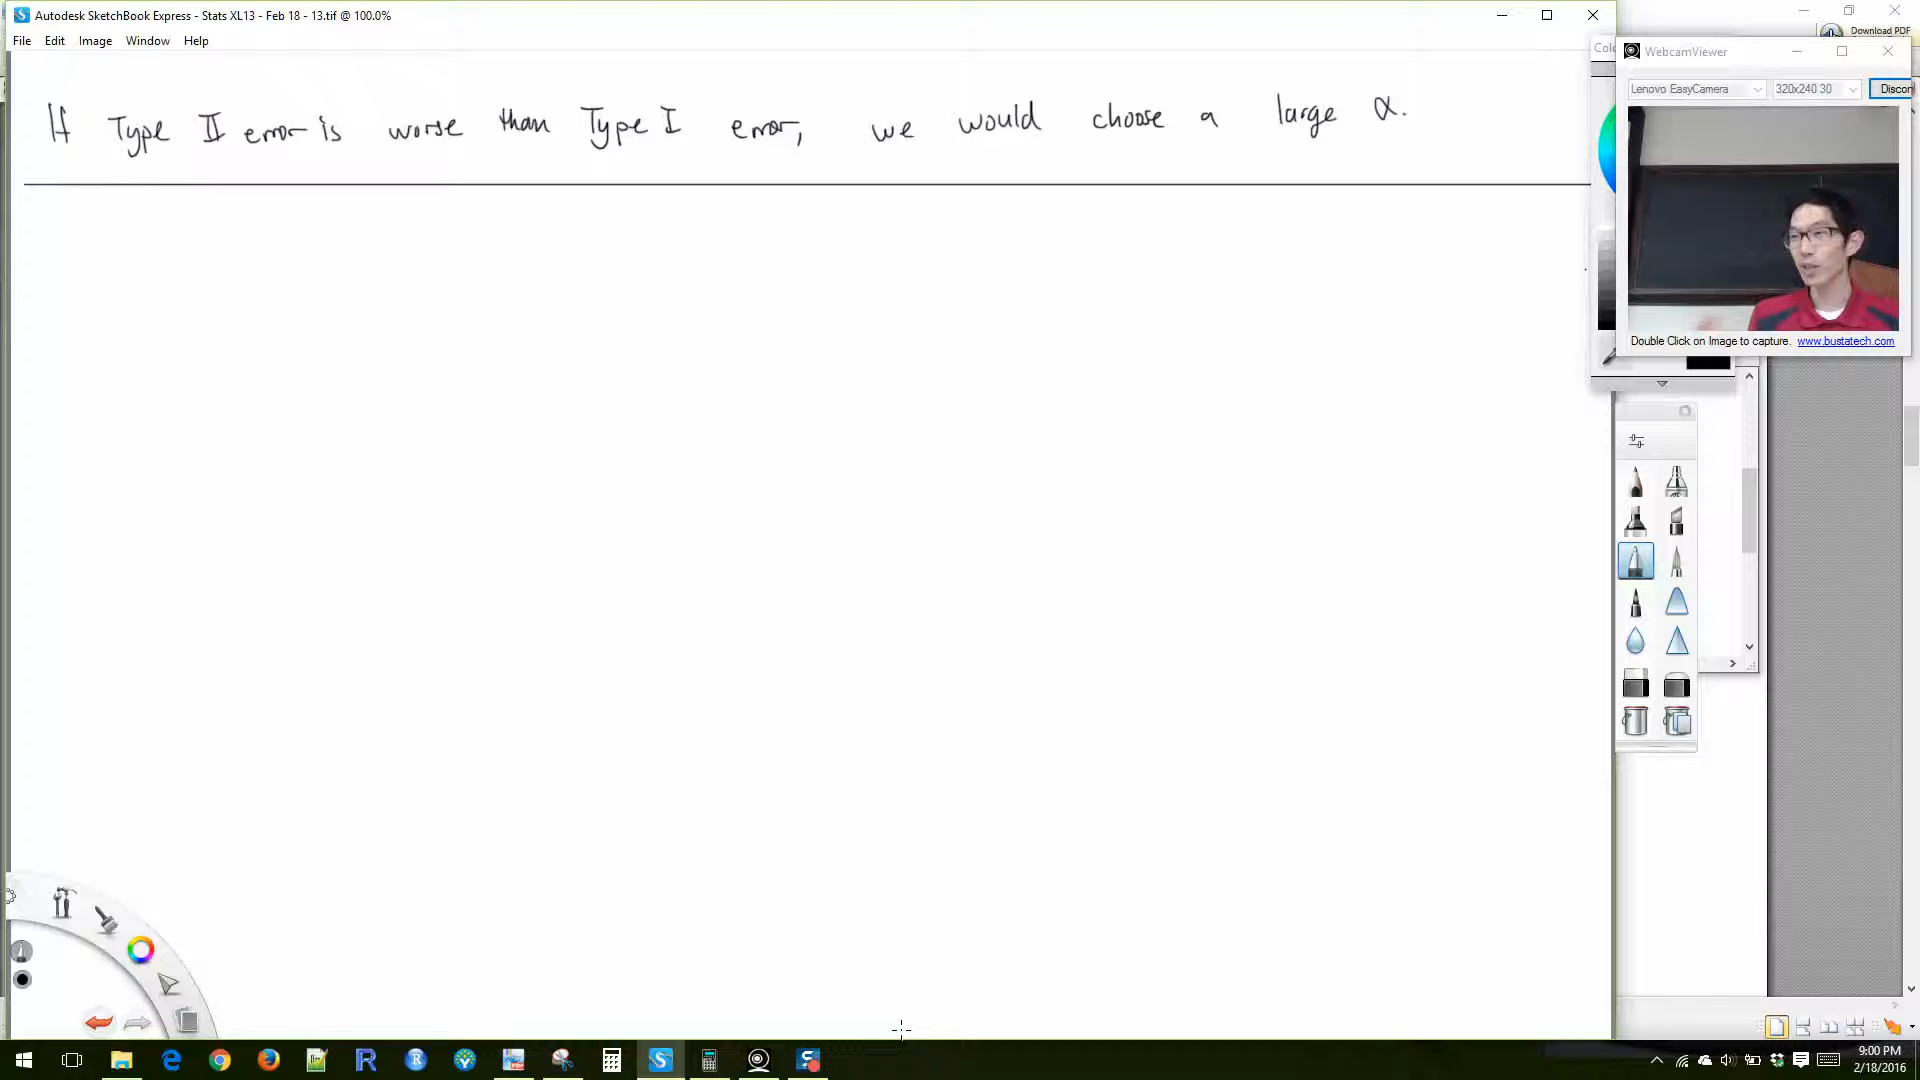 Autodesk SketchBook Express - Stats XL13 - Feb 18 - 13.tif @ 100.0%
File Edit Image Window Help
Download PDF
WebcamViewer
Lenovo EasyCamera 320x240 30 Discon
If Type II error is worse than Type I error, we would choose a large α.
Double Click on Image to capture. www.bustatech.com
9:00 PM
2/18/2016